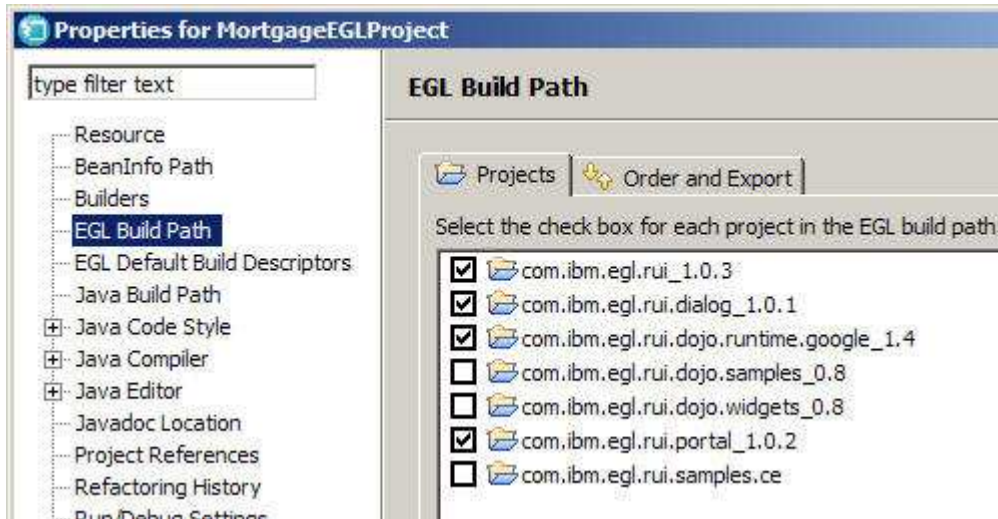 Properties for MortgageEGLProject
type filter text
Resource
BeanInfo Path
Builders
EGL Build Path
EGL Default Build Descriptors
Java Build Path
Java Code Style
Java Compiler
Java Editor
Javadoc Location
Project References
Refactoring History
Run/Debug Settings
EGL Build Path
Projects
Order and Export
Select the check box for each project in the EGL build path
com.ibm.egl.rui_1.0.3
com.ibm.egl.rui.dialog_1.0.1
com.ibm.egl.rui.dojo.runtime.google_1.4
com.ibm.egl.rui.dojo.samples_0.8
com.ibm.egl.rui.dojo.widgets_0.8
com.ibm.egl.rui.portal_1.0.2
com.ibm.egl.rui.samples.ce